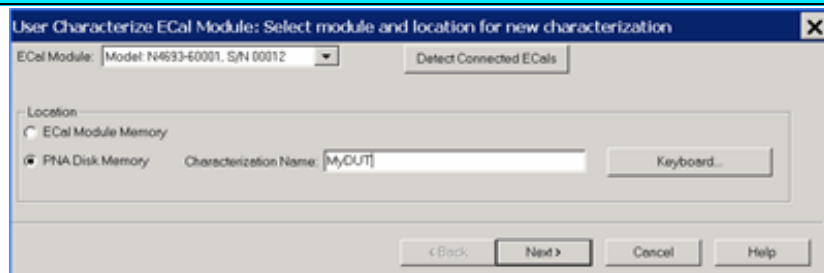 User Characterize ECal Module: Select module and location for new characterization
ECal Module: Model: N4693-60001, S/N 00012 Detect Connected ECals
Location
ECal Module Memory
PNA Disk Memory Characterization Name: MyDUT Keyboard...
<Back Next> Cancel Help